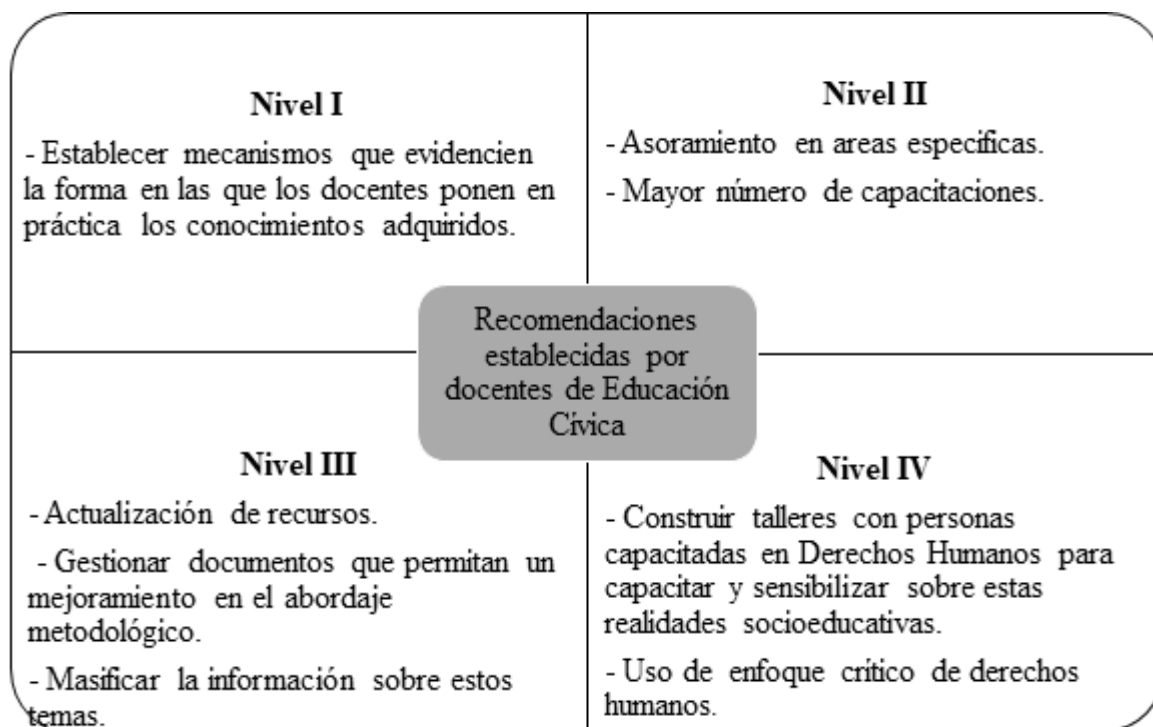 Nivel I
- Establecer mecanismos que evidencien
la forma en las que los docentes ponen en
práctica los conocimientos adquiridos.
Nivel II
- Asoramiento en areas específicas.
- Mayor número de capacitaciones.
Recomendaciones
establecidas por
docentes de Educación
Cívica
Nivel III
- Actualización de recursos.
- Gestionar documentos que permitan un
mejoramiento en el abordaje
metodológico.
- Masificar la información sobre estos
temas.
Nivel IV
- Construir talleres con personas
capacitadas en Derechos Humanos para
capacitar y sensibilizar sobre estas
realidades socioeducativas.
- Uso de enfoque crítico de derechos
humanos.